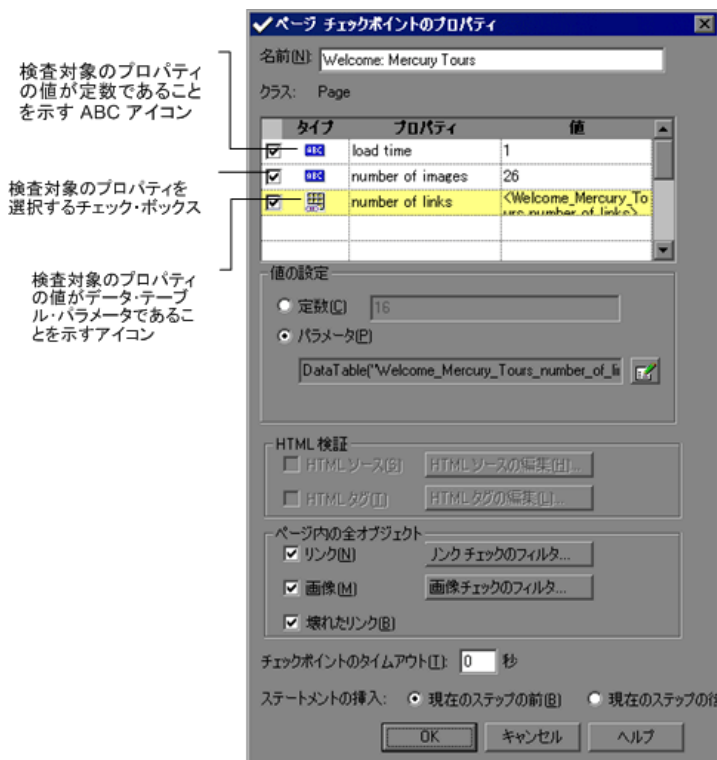 ページ チェックポイントのプロパティ
名前(N): Welcome: Mercury Tours
クラス: Page
検査対象のプロパティ
の値が定数であること
を示す ABC アイコン
タイプ プロパティ 値
ABC load time 1
ABC number of images 26
検査対象のプロパティを
選択するチェック・ボックス
number of links <Welcome_Mercury_To
urs number of links>
検査対象のプロパティ
の値がデータ・テーブ
ル・パラメータであるこ
とを示すアイコン
値の設定
定数(C) 16
パラメータ(P)
DataTable("Welcome_Mercury_Tours_number_of_li
HTML 検証
HTML ソース(S) HTML ソースの編集(H)...
HTML タグ(T) HTML タグの編集(L)...
ページ内の全オブジェクト
リンク(N) リンク チェックのフィルタ...
画像(M) 画像チェックのフィルタ...
壊れたリンク(B)
チェックポイントのタイムアウト(T): 0 秒
ステートメントの挿入: 現在のステップの前(B) 現在のステップの後
OK キャンセル ヘルプ